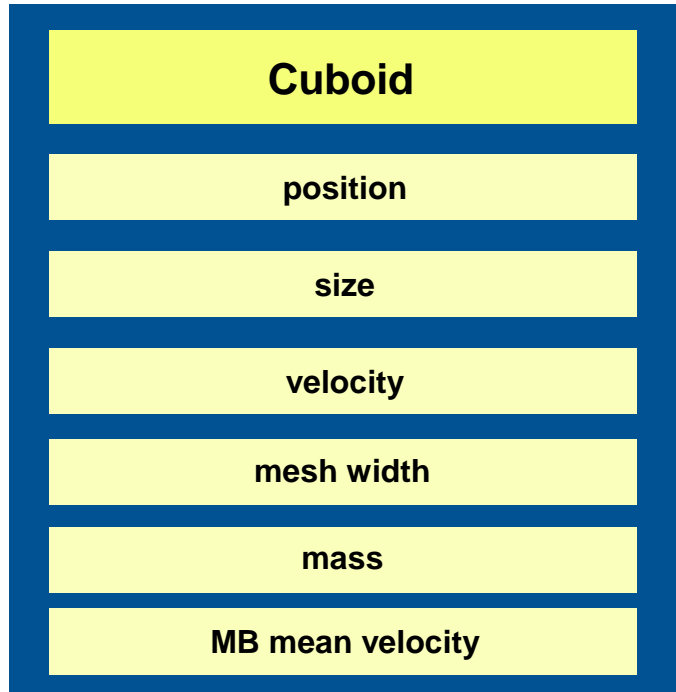 Cuboid
position
size
velocity
mesh width
mass
MB mean velocity